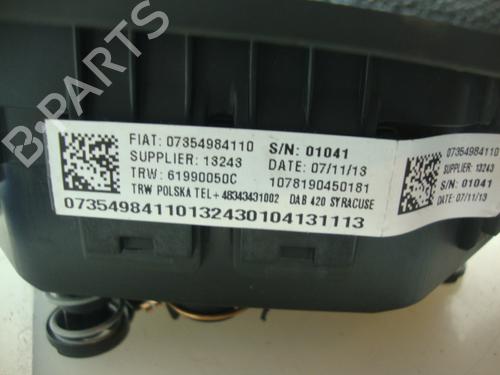 B-PARTS
FIAT: 07354984110 S/N: 01041
SUPPLIER: 13243 DATE: 07/11/13
TRW: 61990050C 1078190450181
TRW POLSKA TEL+48343431002 DAB 420 SYRACUSE
07354984110132430104131113
07354984110
SUPPLIER: 13243
S/N: 01041
DATE: 07/11/13